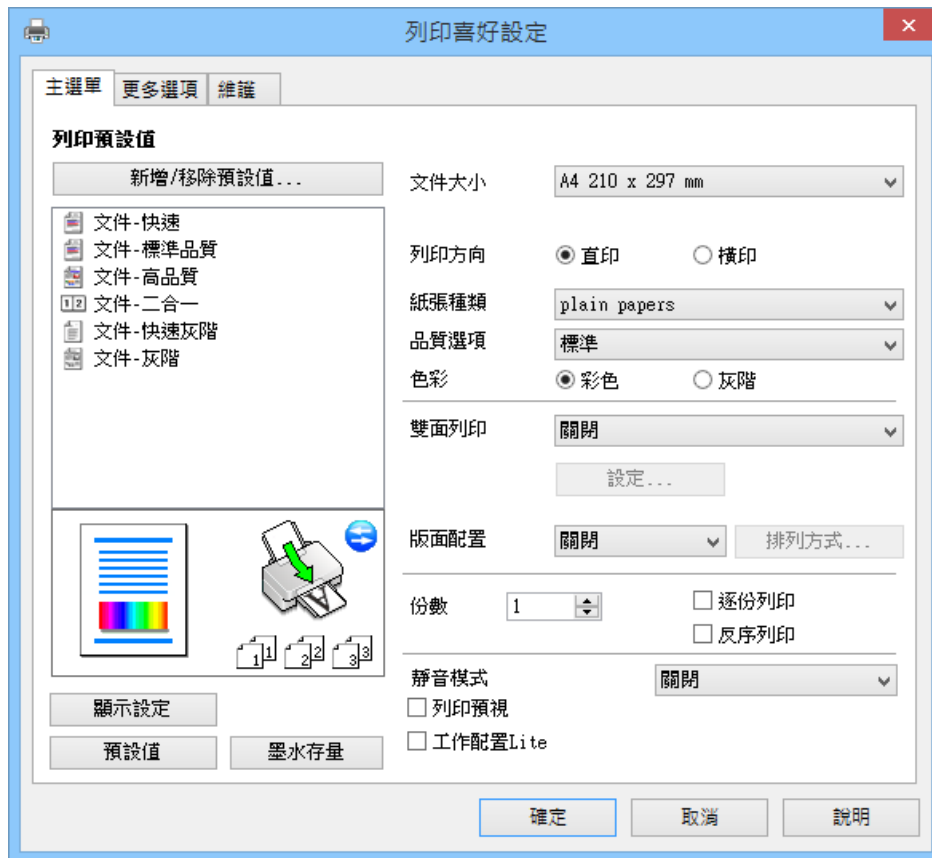 列印喜好設定
主選單 更多選項 維護
列印預設值
新增/移除預設值...
文件-快速
文件-標準品質
文件-高品質
1 2 文件-二合一
文件-快速灰階
文件-灰階
1 1 2 2 3 3
顯示設定
預設值 墨水存量
文件大小 A4 210 x 297 mm
列印方向 直印 橫印
紙張種類 plain papers
品質選項 標準
色彩 彩色 灰階
雙面列印 關閉
設定...
版面配置 關閉 排列方式...
份數 1 逐份列印
反序列印
靜音模式 關閉
列印預視
工作配置Lite
確定 取消 說明